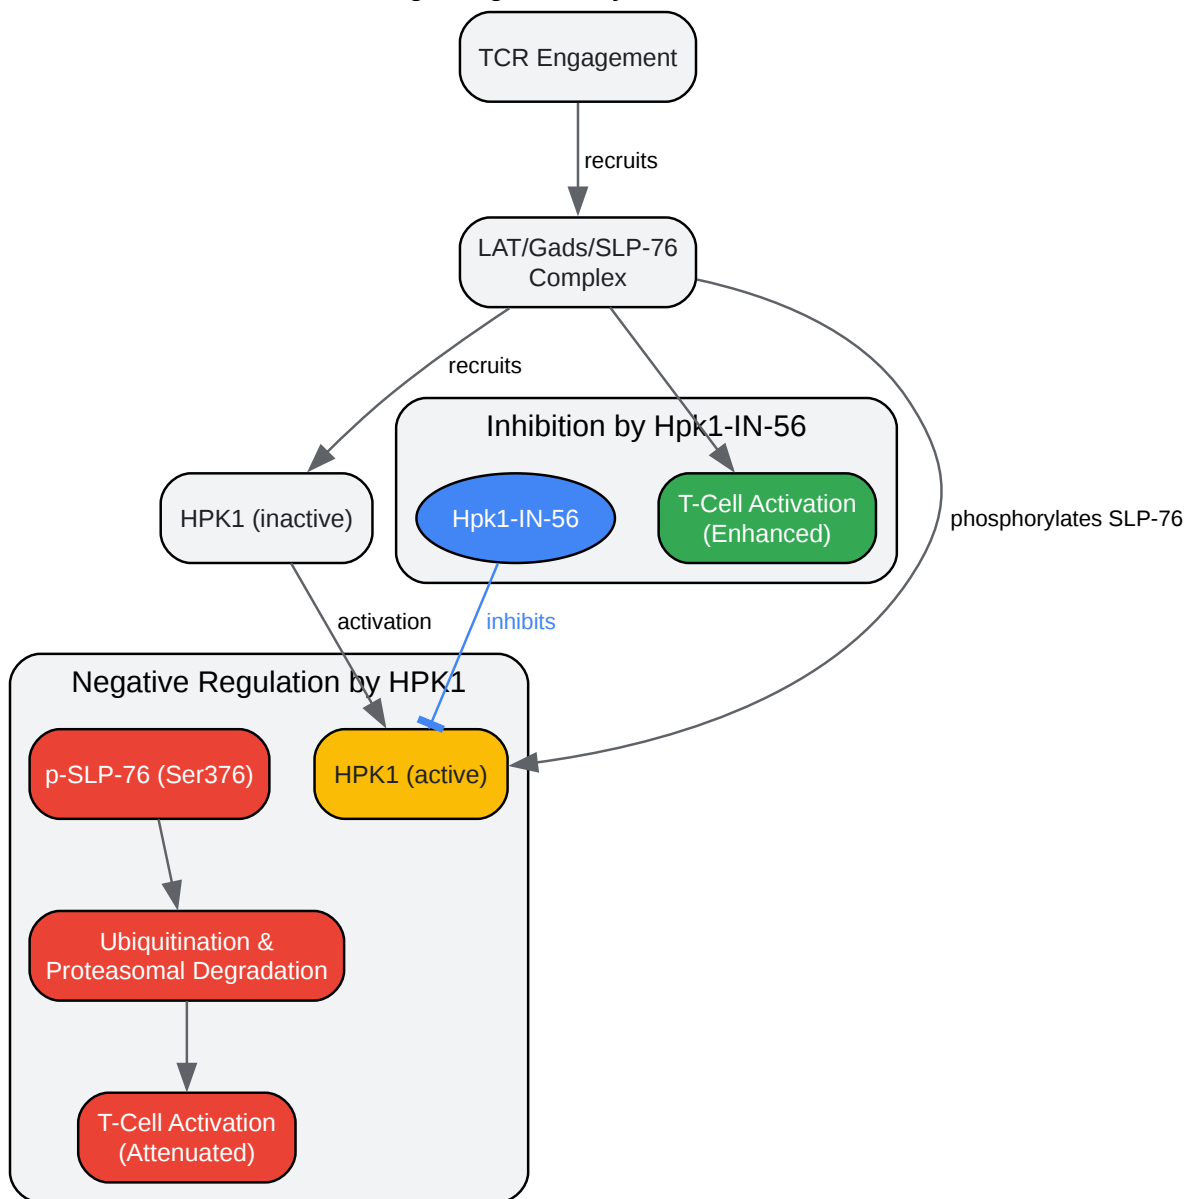 TCR Engagement
recruits
LAT/Gads/SLP-76
Complex
recruits
Inhibition by Hpk1-IN-56
HPK1 (inactive)
Hpk1-IN-56
T-Cell Activation
(Enhanced)
phosphorylates SLP-76
activation
inhibits
Negative Regulation by HPK1
p-SLP-76 (Ser376)
HPK1 (active)
Ubiquitination &
Proteasomal Degradation
T-Cell Activation
(Attenuated)